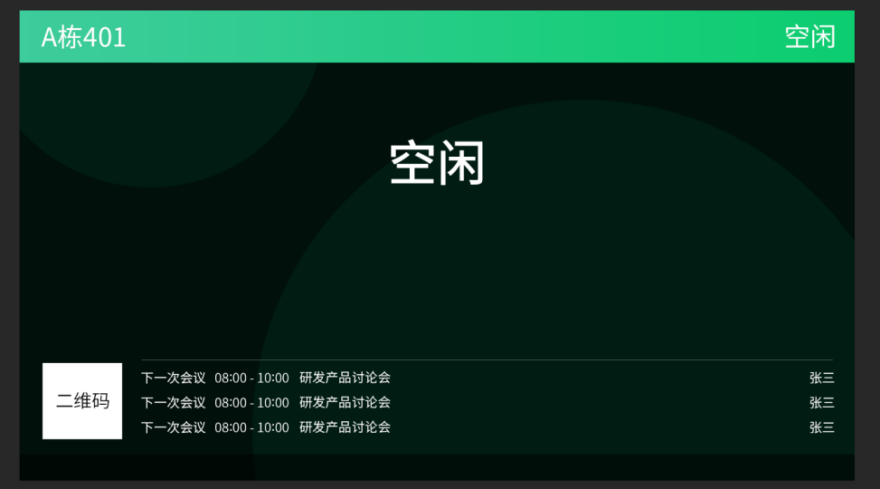 A栋401 空闲
空闲
二维码
下一次会议 08:00 - 10:00 研发产品讨论会 张三
下一次会议 08:00 - 10:00 研发产品讨论会 张三
下一次会议 08:00 - 10:00 研发产品讨论会 张三